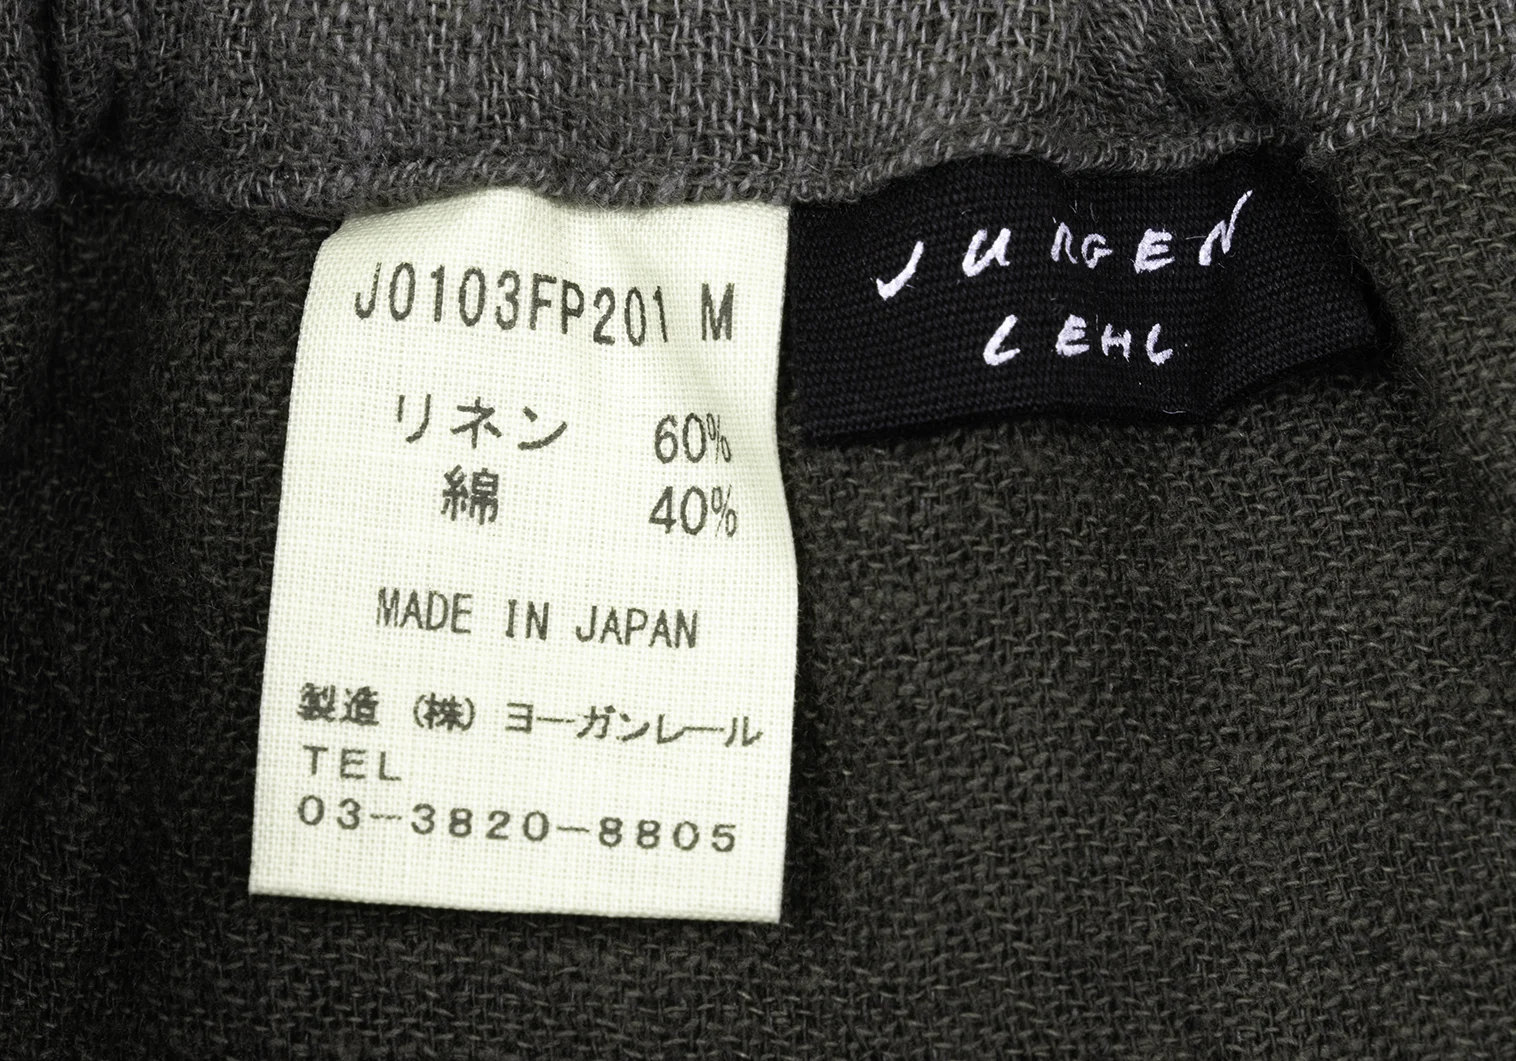 J0103FP201 M
リネン 60%
綿 40%
MADE IN JAPAN
製造 (株) ヨーガンレール
TEL
03-3820-8805
JURGEN
LEHL